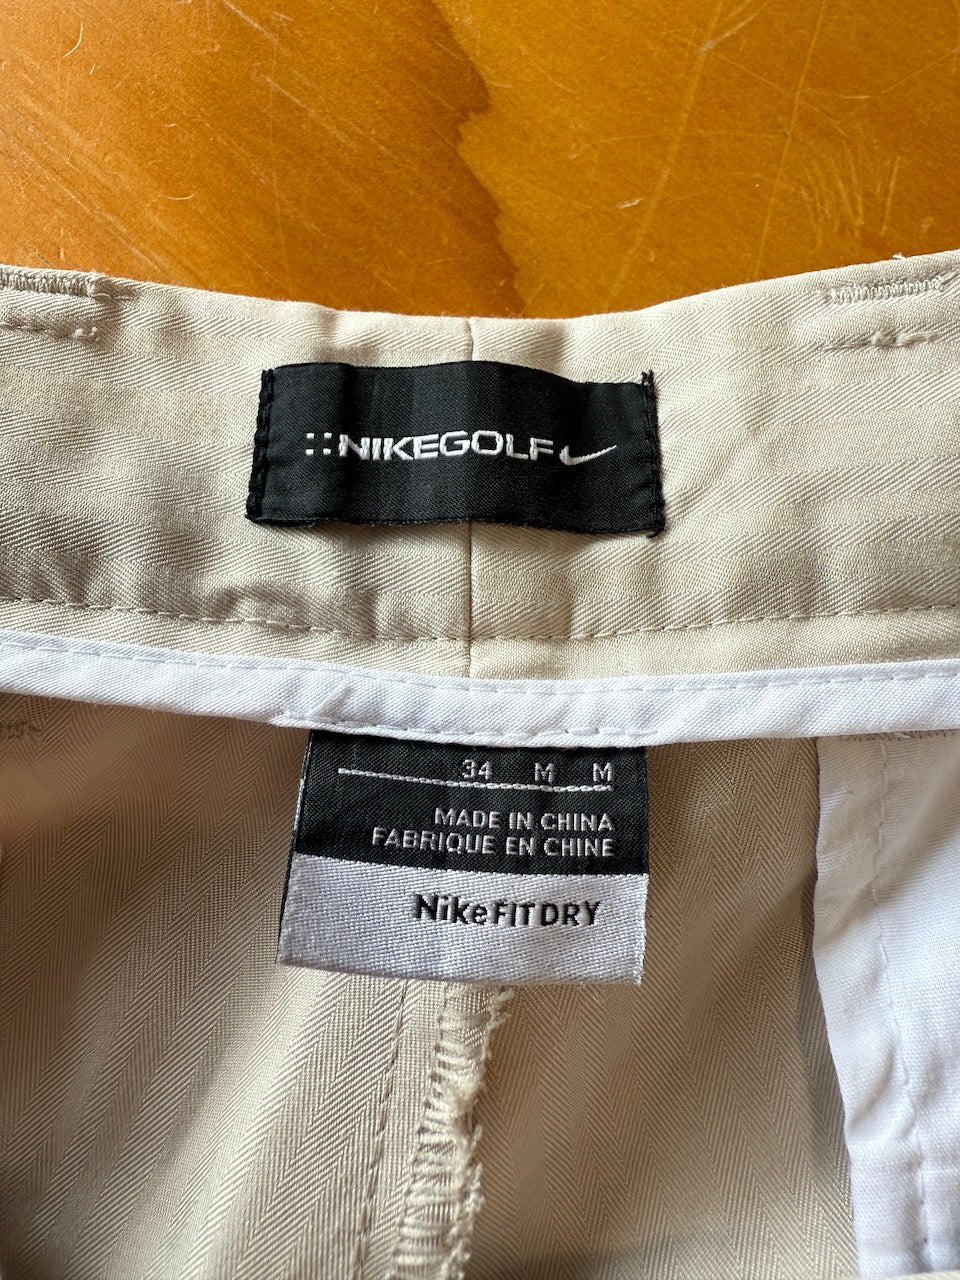 ::NIKEGOLF
34 M M
MADE IN CHINA
FABRIQUE EN CHINE
NikeFITDRY